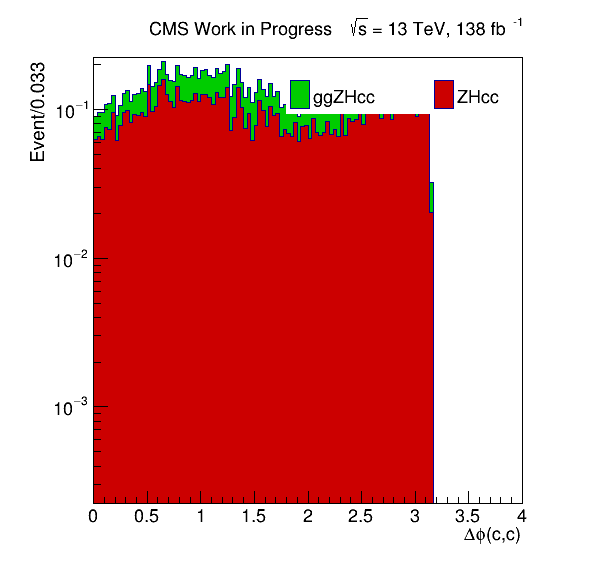 CMS Work in Progress √s = 13 TeV, 138 fb⁻¹
Event/0.033
ggZHcc ZHcc
10⁻¹
10⁻²
10⁻³
0 0.5 1 1.5 2 2.5 3 3.5 4
Δϕ(c,c)